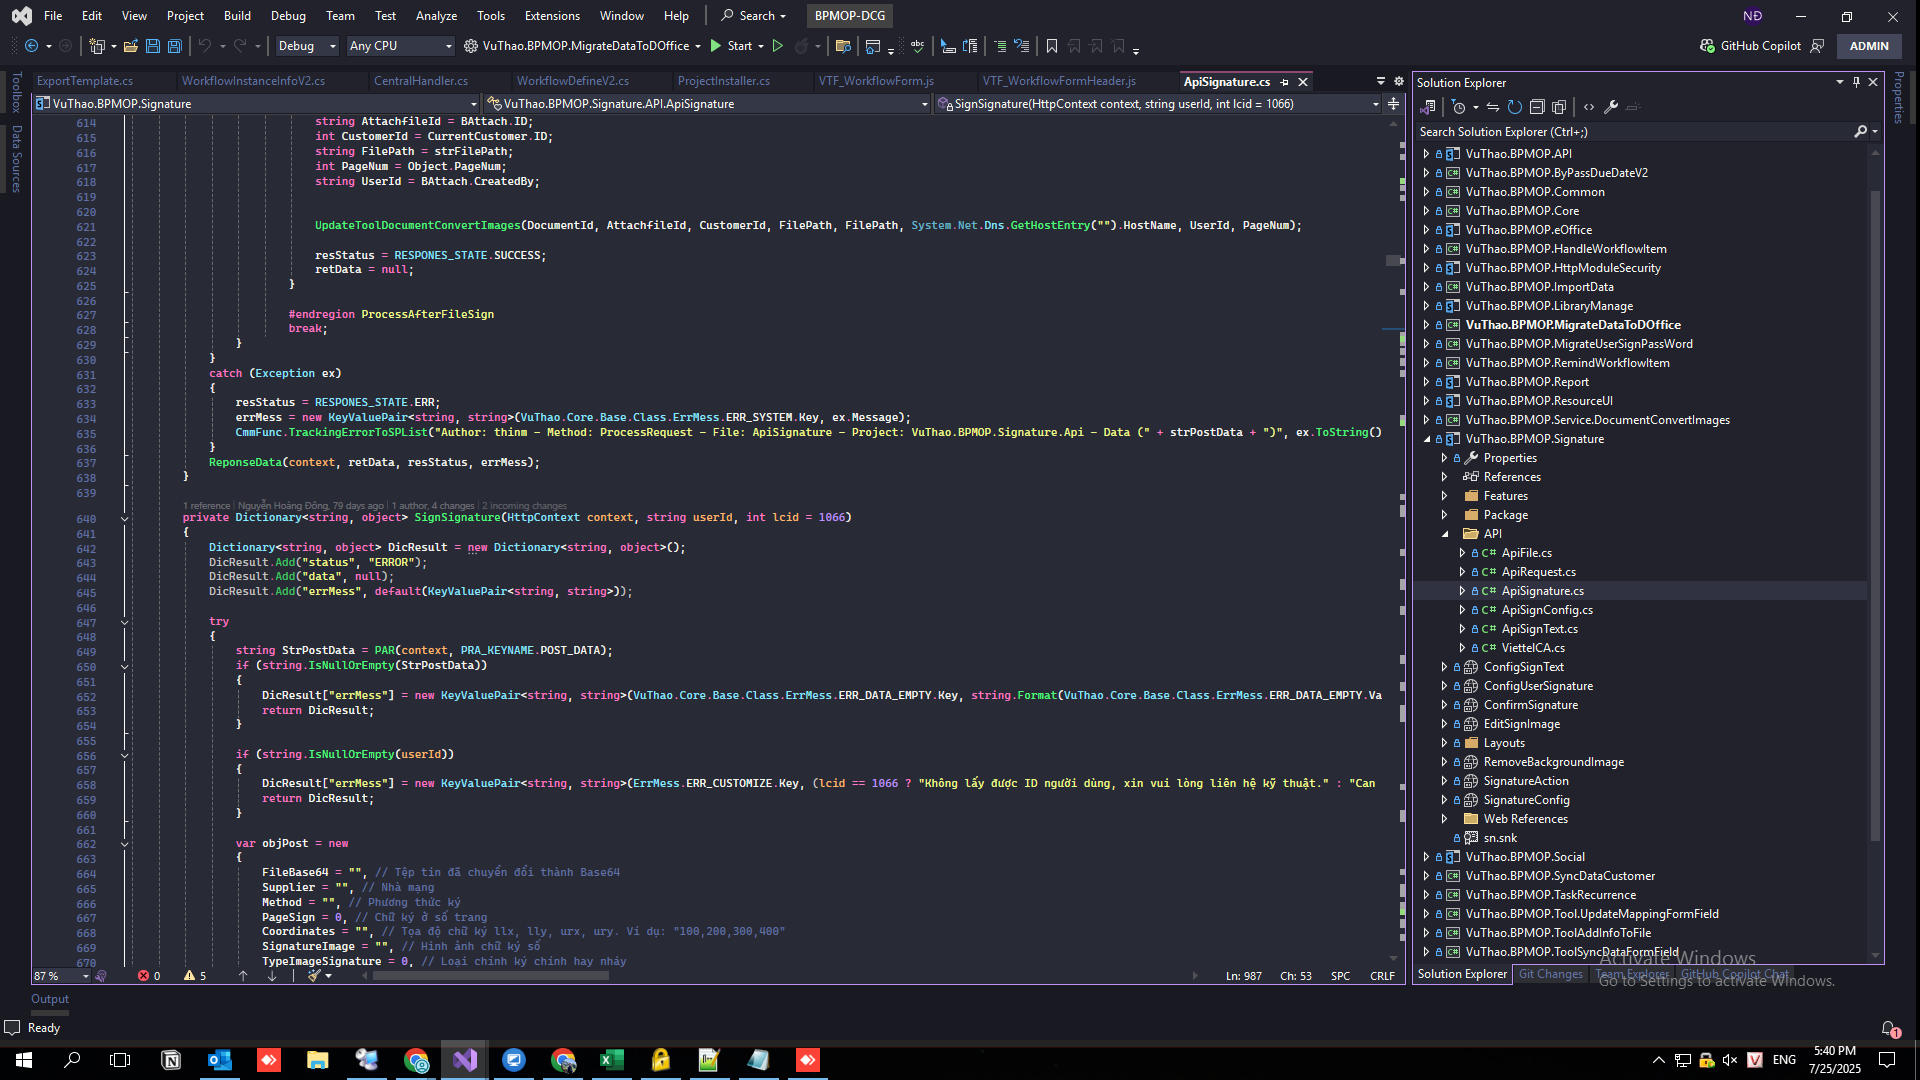 File Edit View Project Build Debug Team Test Analyze Tools Extensions Window Help Search BPMOP-DCG NĐ
Debug Any CPU VuThao.BPMOP.MigrateDataToDOffice Start GitHub Copilot ADMIN
Toolbox
Data Sources
ExportTemplate.cs WorkflowInstanceInfoV2.cs CentralHandler.cs WorkflowDefineV2.cs ProjectInstaller.cs VTF_WorkflowForm.js VTF_WorkflowFormHeader.js ApiSignature.cs
VuThao.BPMOP.Signature VuThao.BPMOP.Signature.API.ApiSignature SignSignature(HttpContext context, string userId, int lcid = 1066)
614 string AttachfileId = BAttach.ID;
615 int CustomerId = CurrentCustomer.ID;
616 string FilePath = strFilePath;
617 int PageNum = Object.PageNum;
618 string UserId = BAttach.CreatedBy;
619
620
621 UpdateToolDocumentConvertImages(DocumentId, AttachfileId, CustomerId, FilePath, FilePath, System.Net.Dns.GetHostEntry("").HostName, UserId, PageNum);
622
623 resStatus = RESPONES_STATE.SUCCESS;
624 retData = null;
625 }
626
627 #endregion ProcessAfterFileSign
628 break;
629 }
630 }
631 catch (Exception ex)
632 {
633 resStatus = RESPONES_STATE.ERR;
634 errMess = new KeyValuePair<string, string>(VuThao.Core.Base.Class.ErrMess.ERR_SYSTEM.Key, ex.Message);
635 CmmFunc.TrackingErrorToSPList("Author: thinm - Method: ProcessRequest - File: ApiSignature - Project: VuThao.BPMOP.Signature.Api - Data (" + strPostData + ")", ex.ToString()
636 }
637 ReponseData(context, retData, resStatus, errMess);
638 }
639
1 reference | Nguyễn Hoàng Đông, 79 days ago | 1 author, 4 changes | 2 incoming changes
640 private Dictionary<string, object> SignSignature(HttpContext context, string userId, int lcid = 1066)
641 {
642 Dictionary<string, object> DicResult = new Dictionary<string, object>();
643 DicResult.Add("status", "ERROR");
644 DicResult.Add("data", null);
645 DicResult.Add("errMess", default(KeyValuePair<string, string>));
646
647 try
648 {
649 string StrPostData = PAR(context, PRA_KEYNAME.POST_DATA);
650 if (string.IsNullOrEmpty(StrPostData))
651 {
652 DicResult["errMess"] = new KeyValuePair<string, string>(VuThao.Core.Base.Class.ErrMess.ERR_DATA_EMPTY.Key, string.Format(VuThao.Core.Base.Class.ErrMess.ERR_DATA_EMPTY.Va
653 return DicResult;
654 }
655
656 if (string.IsNullOrEmpty(userId))
657 {
658 DicResult["errMess"] = new KeyValuePair<string, string>(ErrMess.ERR_CUSTOMIZE.Key, (lcid == 1066 ? "Không lấy được ID người dùng, xin vui lòng liên hệ kỹ thuật." : "Can
659 return DicResult;
660 }
661
662 var objPost = new
663 {
664 FileBase64 = "", // Tệp tin đã chuyển đổi thành Base64
665 Supplier = "", // Nhà mạng
666 Method = "", // Phương thức ký
667 PageSign = 0, // Chữ ký ở số trang
668 Coordinates = "", // Tọa độ chữ ký llx, lly, urx, ury. Ví dụ: "100,200,300,400"
669 SignatureImage = "", // Hình ảnh chữ ký số
670 TypeImageSignature = 0, // Loại chính ký chính hay nháy
87 % 0 5 Ln: 987 Ch: 53 SPC CRLF
Output
Ready
Solution Explorer
Search Solution Explorer (Ctrl+;)
VuThao.BPMOP.API
VuThao.BPMOP.ByPassDueDateV2
VuThao.BPMOP.Common
VuThao.BPMOP.Core
VuThao.BPMOP.eOffice
VuThao.BPMOP.HandleWorkflowItem
VuThao.BPMOP.HttpModuleSecurity
VuThao.BPMOP.ImportData
VuThao.BPMOP.LibraryManage
VuThao.BPMOP.MigrateDataToDOffice
VuThao.BPMOP.MigrateUserSignPassWord
VuThao.BPMOP.RemindWorkflowItem
VuThao.BPMOP.Report
VuThao.BPMOP.ResourceUI
VuThao.BPMOP.Service.DocumentConvertImages
VuThao.BPMOP.Signature
Properties
References
Features
Package
API
C# ApiFile.cs
C# ApiRequest.cs
C# ApiSignature.cs
C# ApiSignConfig.cs
C# ApiSignText.cs
C# ViettelCA.cs
ConfigSignText
ConfigUserSignature
ConfirmSignature
EditSignImage
Layouts
RemoveBackgroundImage
SignatureAction
SignatureConfig
Web References
sn.snk
VuThao.BPMOP.Social
VuThao.BPMOP.SyncDataCustomer
VuThao.BPMOP.TaskRecurrence
VuThao.BPMOP.Tool.UpdateMappingFormField
VuThao.BPMOP.ToolAddInfoToFile
VuThao.BPMOP.ToolSyncDataFormField
Solution Explorer Git Changes Team Explorer GitHub Copilot Chat
Activate Windows
Go to Settings to activate Windows.
Properties
1
ENG
5:40 PM
7/25/2025